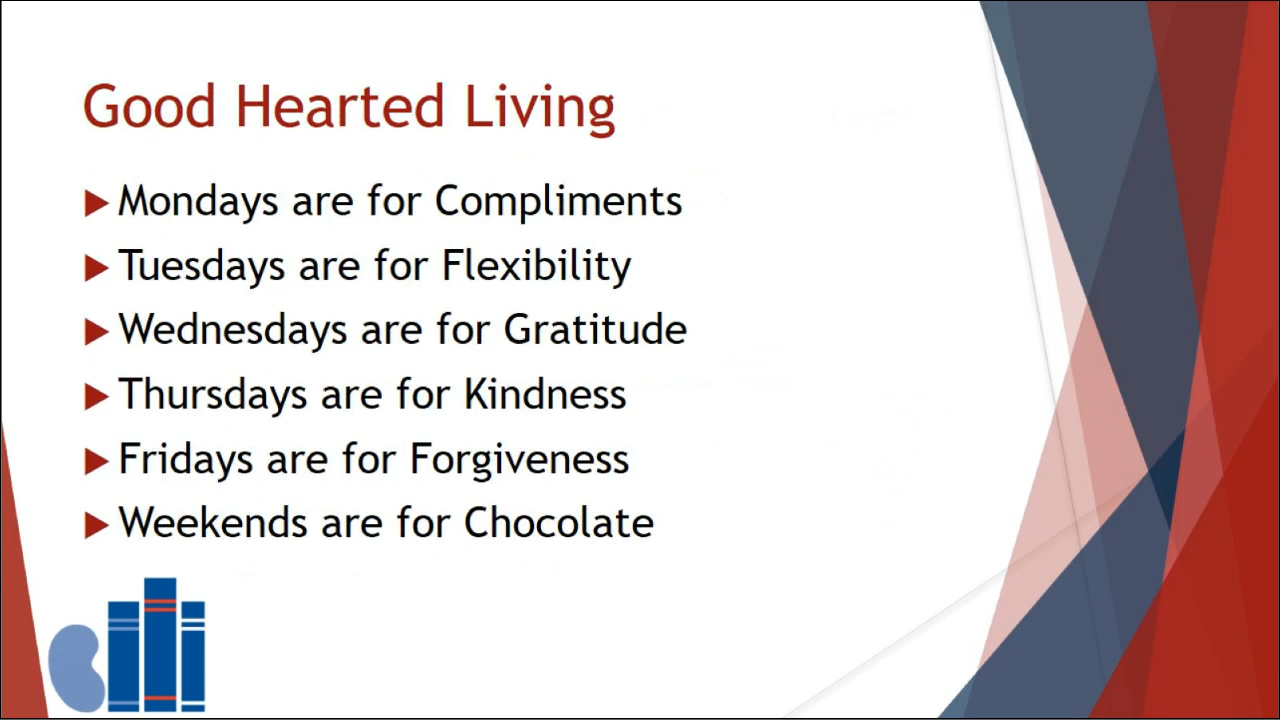 Good Hearted Living
Mondays are for Compliments
Tuesdays are for Flexibility
Wednesdays are for Gratitude
Thursdays are for Kindness
Fridays are for Forgiveness
Weekends are for Chocolate